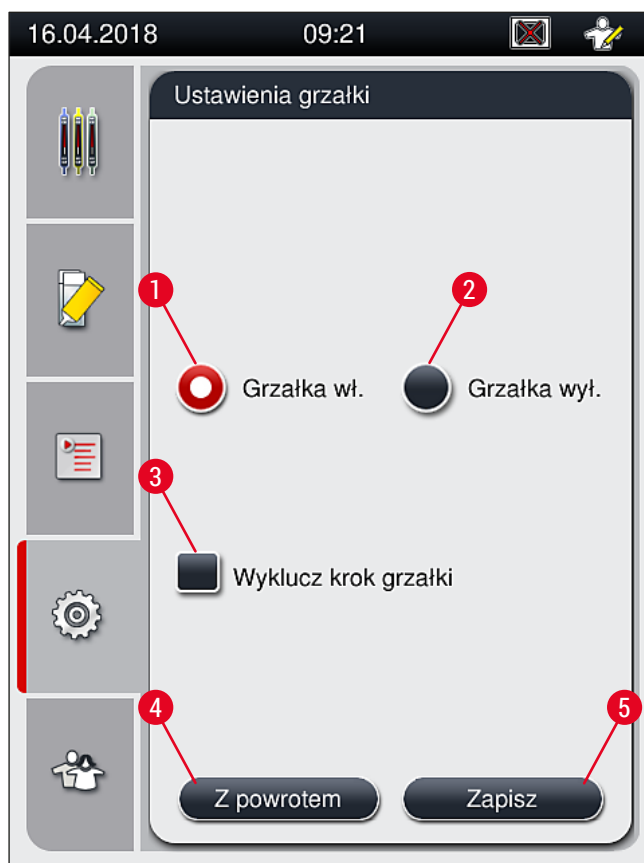 16.04.2018 09:21
Ustawienia grzałki
1 2
Grzałka wł. Grzałka wył.
3
Wyklucz krok grzałki
4 5
Z powrotem Zapisz